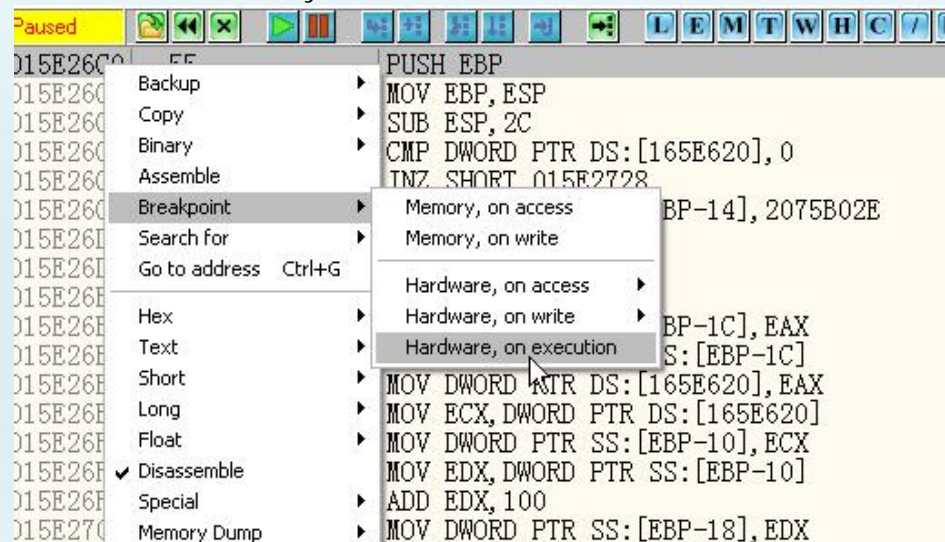 Paused L E M T W H C /
PUSH EBP
MOV EBP,ESP
SUB ESP,2C
CMP DWORD PTR DS:[165E620],0
JNZ SHORT 015E2728
BP-14],2075B02E
BP-1C],EAX
S:[EBP-1C]
MOV DWORD PTR DS:[165E620],EAX
MOV ECX,DWORD PTR DS:[165E620]
MOV DWORD PTR SS:[EBP-10],ECX
MOV EDX,DWORD PTR SS:[EBP-10]
ADD EDX,100
MOV DWORD PTR SS:[EBP-18],EDX
Backup
Copy
Binary
Assemble
Breakpoint
Search for
Go to address Ctrl+G
Hex
Text
Short
Long
Float
Disassemble
Special
Memory Dump
Memory, on access
Memory, on write
Hardware, on access
Hardware, on write
Hardware, on execution